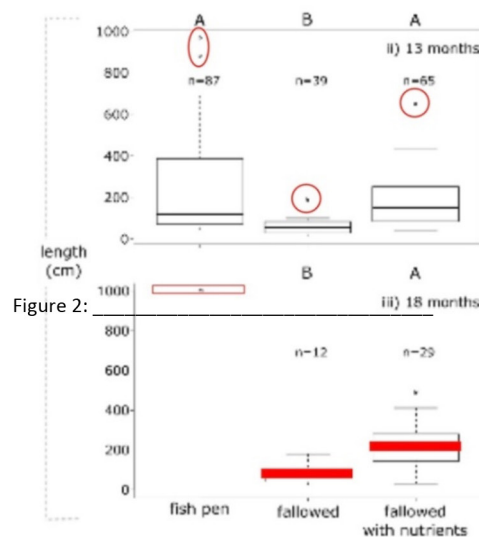 A B A
1000 ii) 13 months
800 n=87 n=39 n=65
600
400
200
0
length
(cm)
B A
1000 iii) 18 months
Figure 2: ___________________________________
800
n=12 n=29
600
400
200
0
fish pen fallowed fallowed
with nutrients